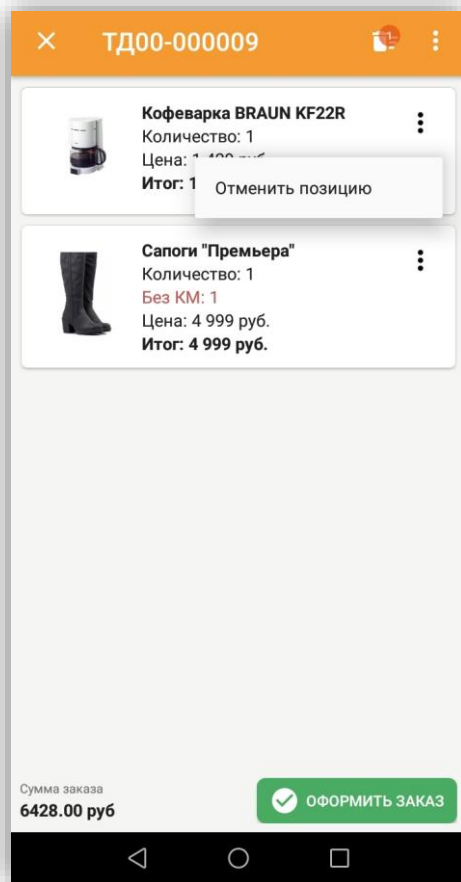 ТД00-000009
Кофеварка BRAUN KF22R
Количество: 1
Цена:
Итог: 1
Отменить позицию
Сапоги "Премьера"
Количество: 1
Без КМ: 1
Цена: 4 999 руб.
Итог: 4 999 руб.
Сумма заказа
6428.00 руб
ОФОРМИТЬ ЗАКАЗ